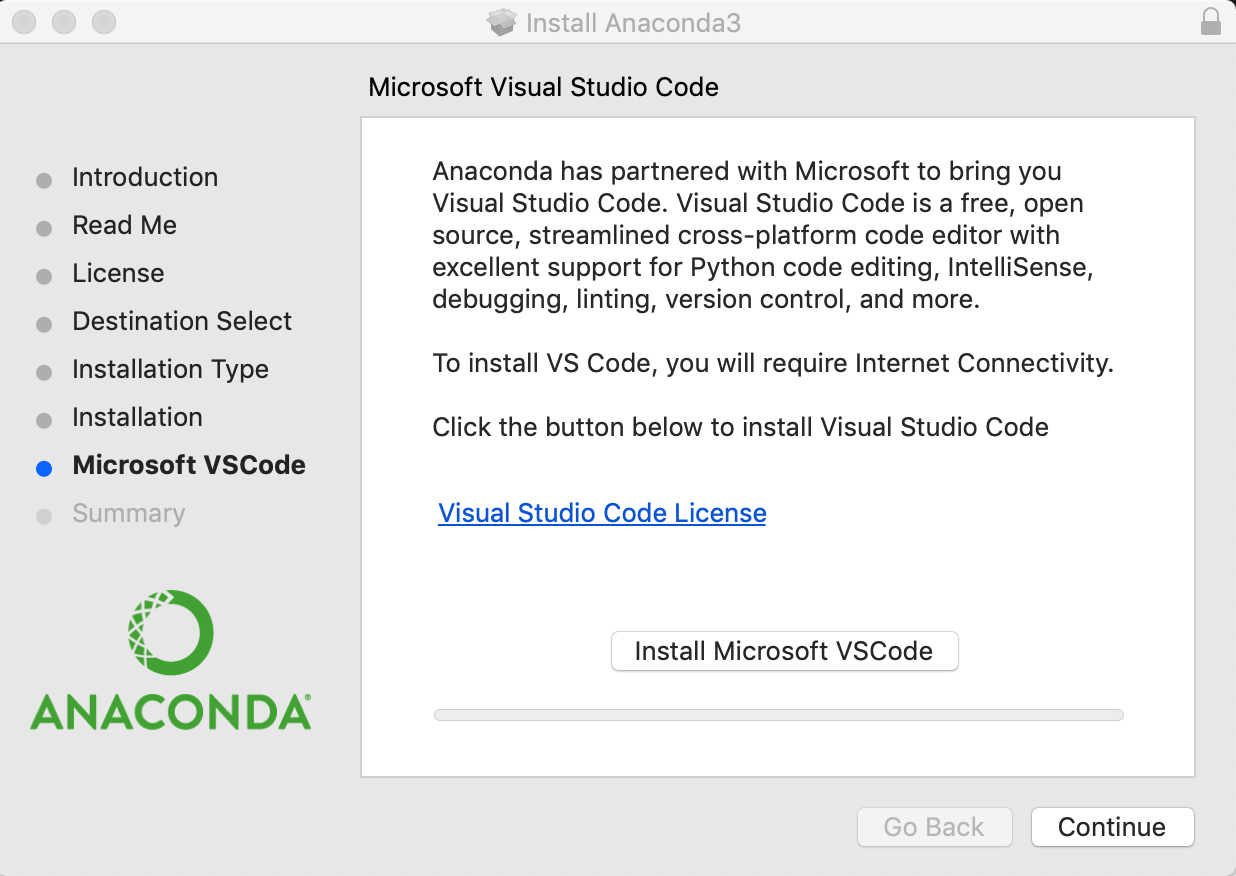 Install Anaconda3
Microsoft Visual Studio Code
Introduction
Read Me
License
Destination Select
Installation Type
Installation
Microsoft VSCode
Summary
ANACONDA®
Anaconda has partnered with Microsoft to bring you
Visual Studio Code. Visual Studio Code is a free, open
source, streamlined cross-platform code editor with
excellent support for Python code editing, IntelliSense,
debugging, linting, version control, and more.
To install VS Code, you will require Internet Connectivity.
Click the button below to install Visual Studio Code
Visual Studio Code License
Install Microsoft VSCode
Go Back
Continue